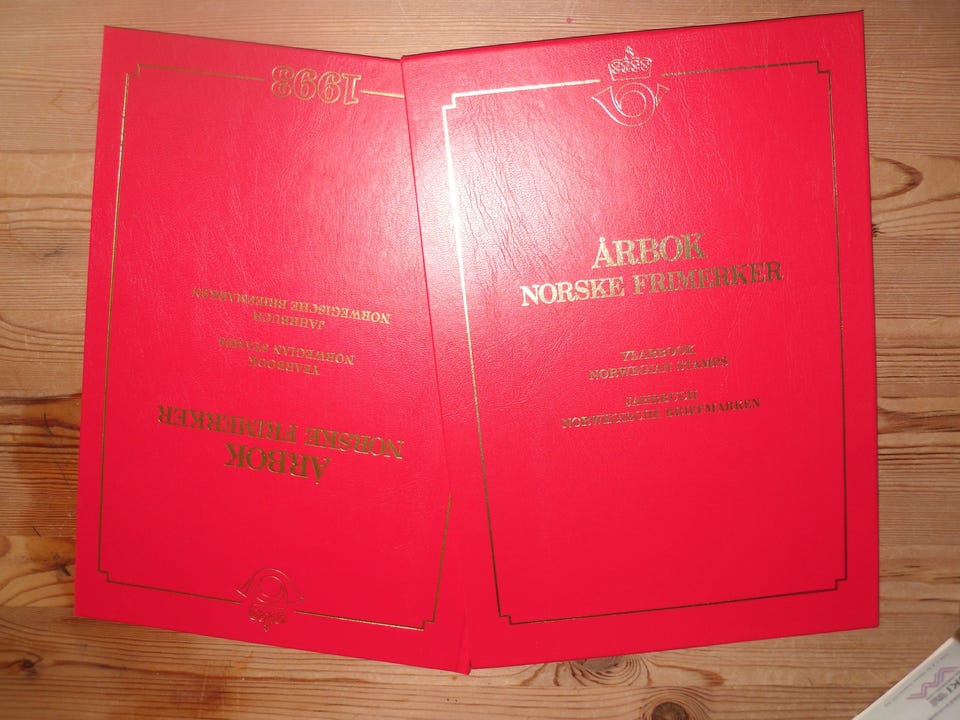 ÅRBOK
NORSKE FRIMERKER
YEARBOOK
NORWEGIAN STAMPS
JAHRBUCH
NORWEGISCHE BRIEFMARKEN
1998
ÅRBOK
NORSKE FRIMERKER
YEARBOOK
NORWEGIAN STAMPS
JAHRBUCH
NORWEGISCHE BRIEFMARKEN